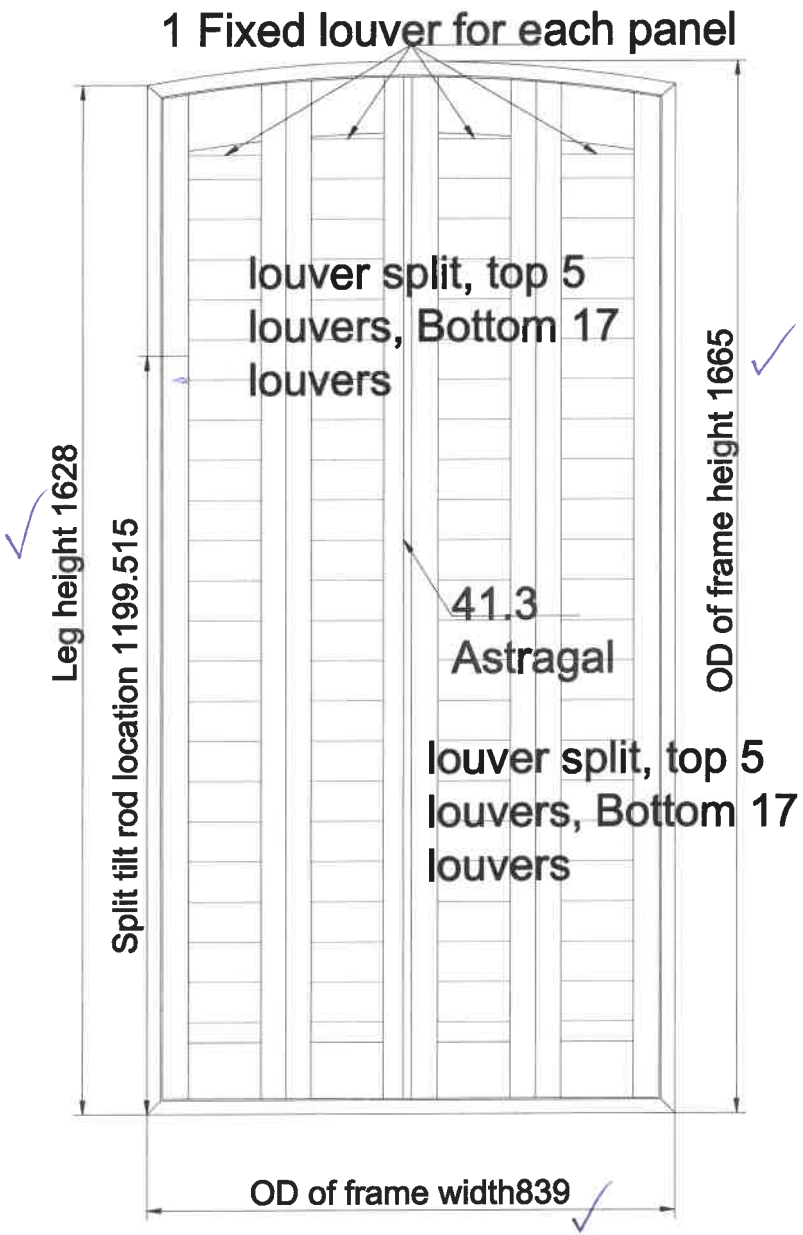 1 Fixed louver for each panel
louver split, top 5
louvers, Bottom 17
louvers
Leg height 1628
Split tilt rod location 1199.515
OD of frame height 1665
41.3
Astragal
louver split, top 5
louvers, Bottom 17
louvers
OD of frame width839